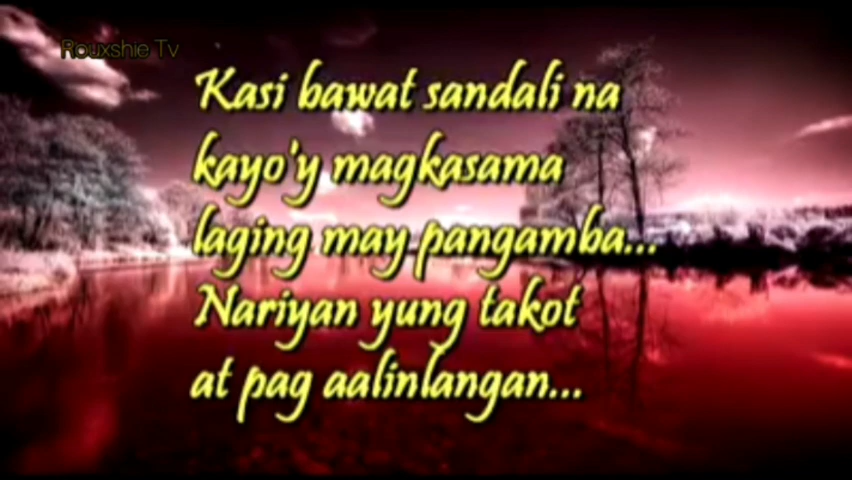 Rouxshie Tv
Kasi bawat sandali na
kayo'y magkasama
laging may pangamba...
Nariyan yung takot
at pag aalinlangan...